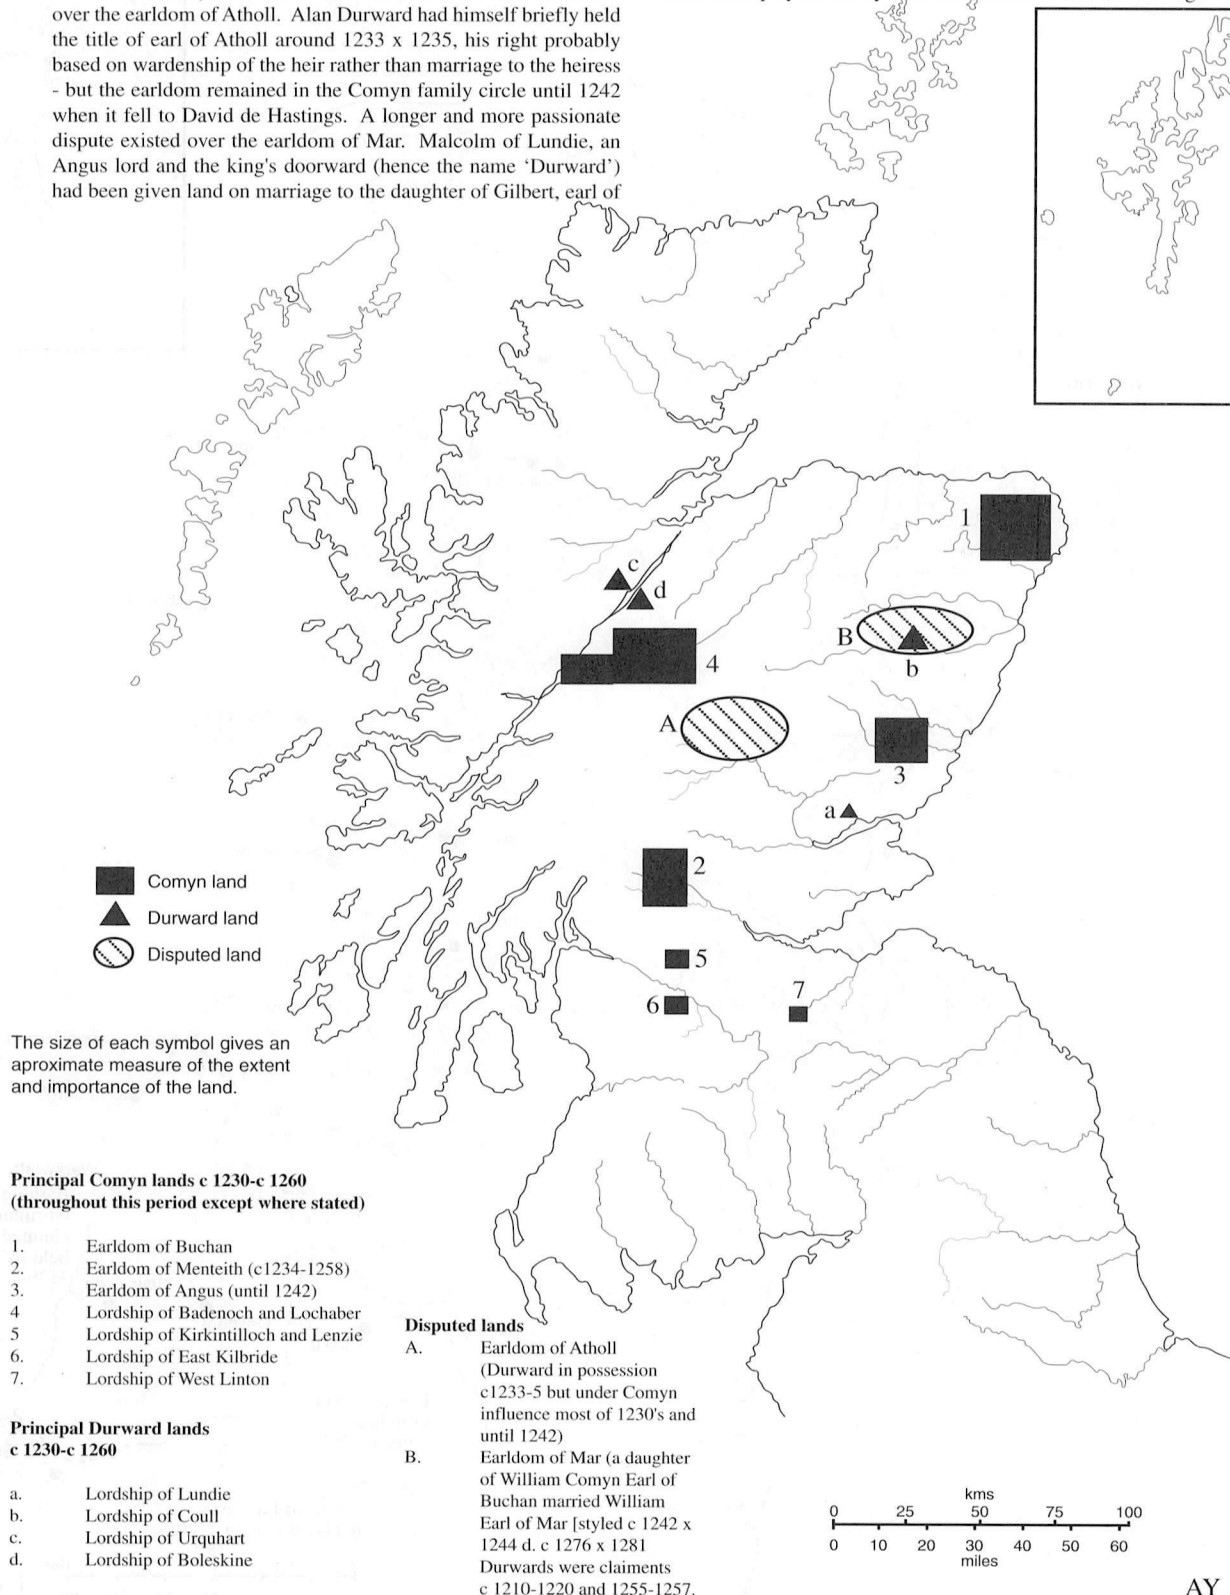 over the earldom of Atholl. Alan Durward had himself briefly held
the title of earl of Atholl around 1233 x 1235, his right probably
based on wardenship of the heir rather than marriage to the heiress
- but the earldom remained in the Comyn family circle until 1242
when it fell to David de Hastings. A longer and more passionate
dispute existed over the earldom of Mar. Malcolm of Lundie, an
Angus lord and the king's doorward (hence the name ‘Durward’)
had been given land on marriage to the daughter of Gilbert, earl of
1
c
d
B
b
4
A
3
a
2
5
6
7
Comyn land
Durward land
Disputed land
The size of each symbol gives an
aproximate measure of the extent
and importance of the land.
Principal Comyn lands c 1230-c 1260
(throughout this period except where stated)
1. Earldom of Buchan
2. Earldom of Menteith (c1234-1258)
3. Earldom of Angus (until 1242)
4 Lordship of Badenoch and Lochaber
5 Lordship of Kirkintilloch and Lenzie
6. Lordship of East Kilbride
7. Lordship of West Linton
Principal Durward lands
c 1230-c 1260
a. Lordship of Lundie
b. Lordship of Coull
c. Lordship of Urquhart
d. Lordship of Boleskine
Disputed lands
A. Earldom of Atholl
(Durward in possession
c1233-5 but under Comyn
influence most of 1230's and
until 1242)
B. Earldom of Mar (a daughter
of William Comyn Earl of
Buchan married William
Earl of Mar [styled c 1242 x
1244 d. c 1276 x 1281
Durwards were claiments
c 1210-1220 and 1255-1257.
kms
0 25 50 75 100
0 10 20 30 40 50 60
miles
AY